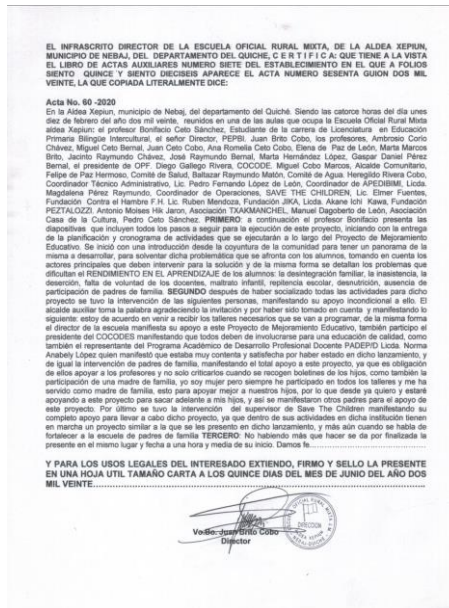 EL INFRASCRITO DIRECTOR DE LA ESCUELA OFICIAL RURAL MIXTA, DE LA ALDEA XEPIUN,
MUNICIPIO DE NEBAJ, DEL DEPARTAMENTO DEL QUICHE, C E R T I F I C A: QUE TIENE A LA VISTA
EL LIBRO DE ACTAS AUXILIARES NUMERO SIETE DEL ESTABLECIMIENTO EN EL QUE A FOLIOS
SIENTO QUINCE Y SIENTO DIECISEIS APARECE EL ACTA NUMERO SESENTA GUION DOS MIL
VEINTE, LA QUE COPIADA LITERALMENTE DICE:
Acta No. 60 -2020
En la Aldea Xepiun, municipio de Nebaj, del departamento del Quiché. Siendo las catorce horas del día unes
diez de febrero del año dos mil veinte, reunidos en una de las aulas que ocupa la Escuela Oficial Rural Mixta
aldea Xepiun: el profesor Bonifacio Ceto Sánchez, Estudiante de la carrera de Licenciatura en Educación
Primaria Bilingüe Intercultural, el señor Director, PEPBI. Juan Brito Cobo, los profesores, Ambrosio Corio
Chávez, Miguel Ceto Bernal, Juan Ceto Cobo, Ana Romelia Ceto Cobo, Elena de Paz de León, Marta Marcos
Brito, Jacinto Raymundo Chávez, José Raymundo Bernal, Marta Hernández López, Gaspar Daniel Pérez
Bernal, el presidente de OPF. Diego Gallego Rivera, COCODE. Miguel Cobo Marcos, Alcalde Comunitario,
Felipe de Paz Hermoso, Comité de Salud, Baltazar Raymundo Matón, Comité de Agua. Heregildo Rivera Cobo,
Coordinador Técnico Administrativo, Lic. Pedro Fernando López de León, Coordinador de APEDIBIMI, Licda.
Magdalena Pérez Raymundo, Coordinador de Operaciones, SAVE THE CHILDREN, Lic. Elmer Fuentes,
Fundación Contra el Hambre F.H. Lic. Ruben Mendoza, Fundación JIKA, Licda. Akane Ichi Kawa, Fundación
PEZTALOZZI. Antonio Moises Hik Jaron, Asociación TXAKMANCHEL, Manuel Dagoberto de León, Asociación
Casa de la Cultura, Pedro Ceto Sánchez. PRIMERO: a continuación el profesor Bonifacio presenta las
diapositivas que incluyen todos los pasos a seguir para la ejecución de este proyecto, iniciando con la entrega
de la planificación y cronograma de actividades que se ejecutarán a lo largo del Proyecto de Mejoramiento
Educativo. Se inició con una introducción desde la coyuntura de la comunidad para tener un panorama de la
misma a desarrollar, para solventar dicha problemática que se afronta con los alumnos, tomando en cuenta los
actores principales que deben intervenir para la solución y de la misma forma se detallan los problemas que
dificultan el RENDIMIENTO EN EL APRENDIZAJE de los alumnos: la desintegración familiar, la inasistencia, la
deserción, falta de voluntad de los docentes, maltrato infantil, repitencia escolar, desnutrición, ausencia de
participación de padres de familia. SEGUNDO después de haber socializado todas las actividades para dicho
proyecto se tuvo la intervención de las siguientes personas, manifestando su apoyo incondicional a ello. El
alcalde auxiliar toma la palabra agradeciendo la invitación y por haber sido tomado en cuenta y manifestando lo
siguiente: estoy de acuerdo en venir a recibir los talleres necesarios que se van a programar, de la misma forma
el director de la escuela manifiesta su apoyo a este Proyecto de Mejoramiento Educativo, también participo el
presidente del COCODES manifestando que todos deben de involucrarse para una educación de calidad, como
también el representante del Programa Académico de Desarrollo Profesional Docente PADEP/D Licda. Norma
Anabely López quien manifestó que estaba muy contenta y satisfecha por haber estado en dicho lanzamiento, y
de igual la intervención de padres de familia, manifestando el total apoyo a este proyecto, ya que es obligación
de ellos apoyar a los profesores y no solo criticarlos cuando se recogen boletines de los hijos, como también la
participación de una madre de familia, yo soy mujer pero siempre he participado en todos los talleres y me ha
servido como madre de familia, esto para apoyar mejor a nuestros hijos, por lo que desde ya quiero y estaré
apoyando a este proyecto para sacar adelante a mis hijos, y así se manifestaron otros padres para el apoyo de
este proyecto. Por último se tuvo la intervención del supervisor de Save The Children manifestando su
completo apoyo para llevar a cabo dicho proyecto, ya que dentro de sus actividades en dicha institución tienen
en marcha un proyecto similar a la que se les presento en dicho lanzamiento, y más aún cuando se habla de
fortalecer a la escuela de padres de familia TERCERO: No habiendo más que hacer se da por finalizada la
presente en el mismo lugar y fecha a una hora y media de su inicio. Damos fe
Y PARA LOS USOS LEGALES DEL INTERESADO EXTIENDO, FIRMO Y SELLO LA PRESENTE
EN UNA HOJA UTIL TAMAÑO CARTA A LOS QUINCE DIAS DEL MES DE JUNIO DEL AÑO DOS
MIL VEINTE
Vo.Bo. Juan Brito Cobo
Director
DIRECCION